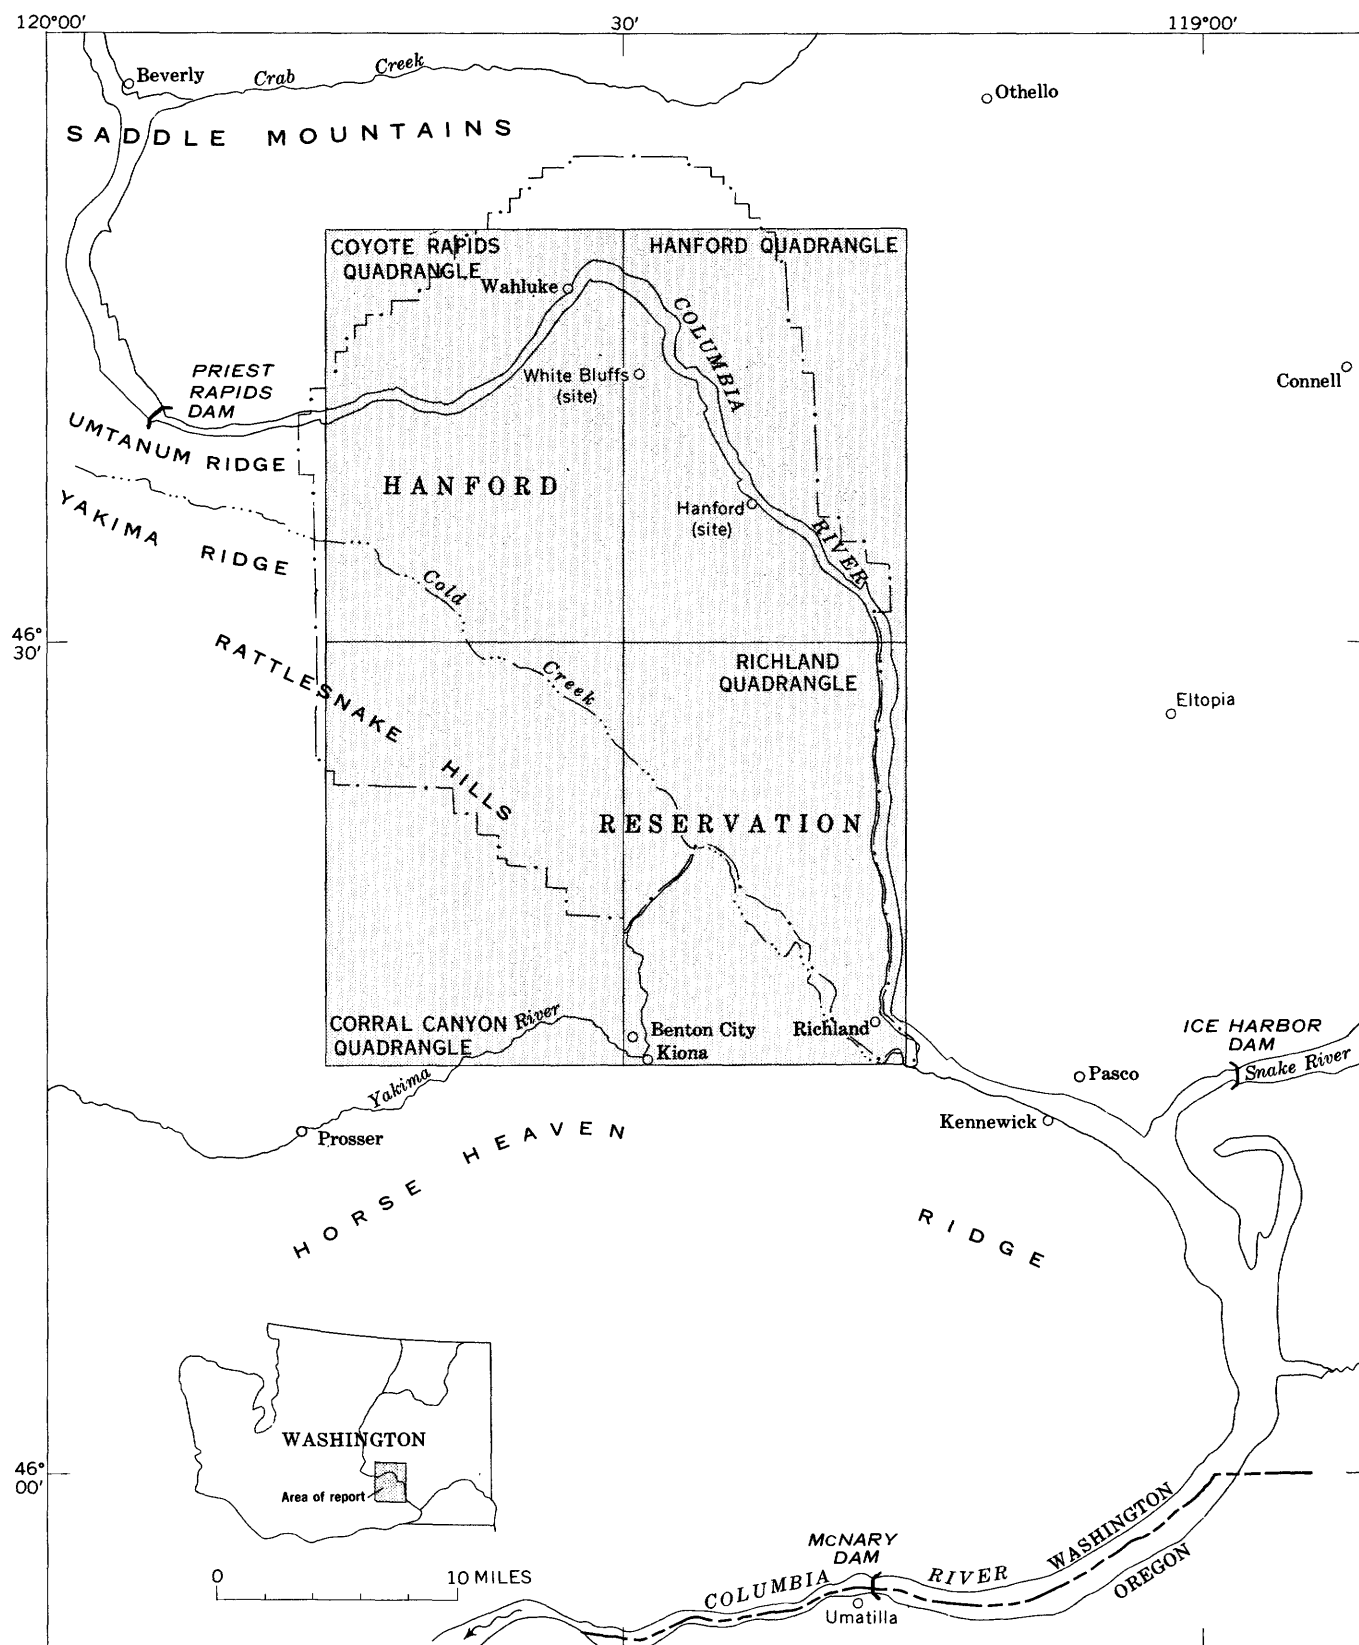 120°00′
30′
119°00′
Beverly
Crab Creek
Othello
SADDLE MOUNTAINS
COYOTE RAPIDS
QUADRANGLE
HANFORD QUADRANGLE
Wahluke
COLUMBIA
PRIEST
RAPIDS
DAM
White Bluffs
(site)
Connell
UMTANUM RIDGE
HANFORD
YAKIMA RIDGE
Hanford
(site)
RIVER
Cold
46°
30′
RATTLESNAKE
Creek
RICHLAND
QUADRANGLE
Eltopia
HILLS
RESERVATION
CORRAL CANYON
QUADRANGLE
River
Benton City
Kiona
Richland
ICE HARBOR
DAM
Snake River
Yakima
Pasco
Prosser
Kennewick
HORSE HEAVEN
RIDGE
WASHINGTON
Area of report
46°
00′
0
10 MILES
MCNARY
DAM
COLUMBIA
RIVER
WASHINGTON
OREGON
Umatilla